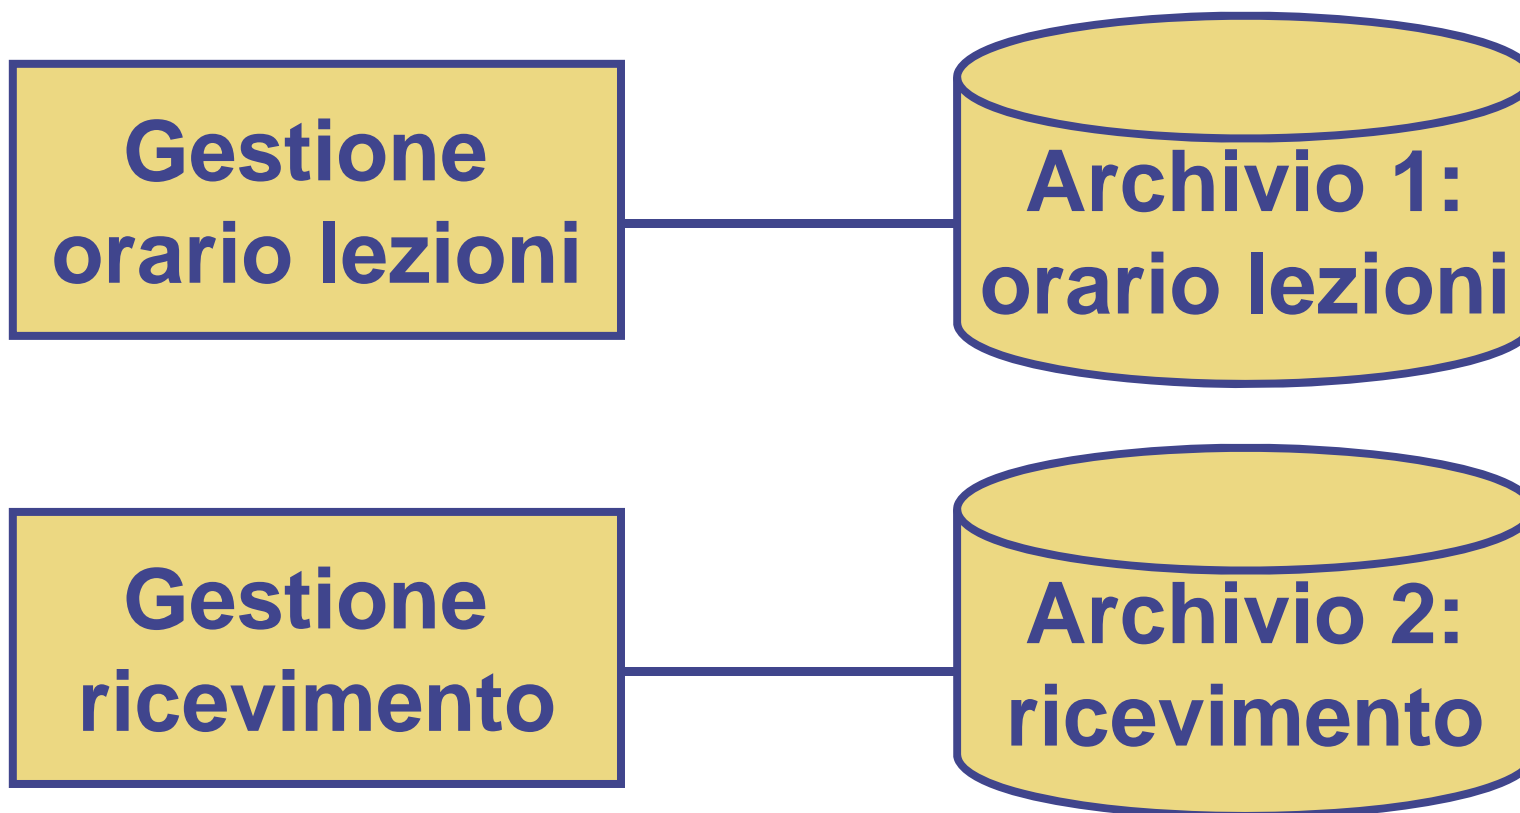 Gestione
orario lezioni
Archivio 1:
orario lezioni
Gestione
ricevimento
Archivio 2:
ricevimento